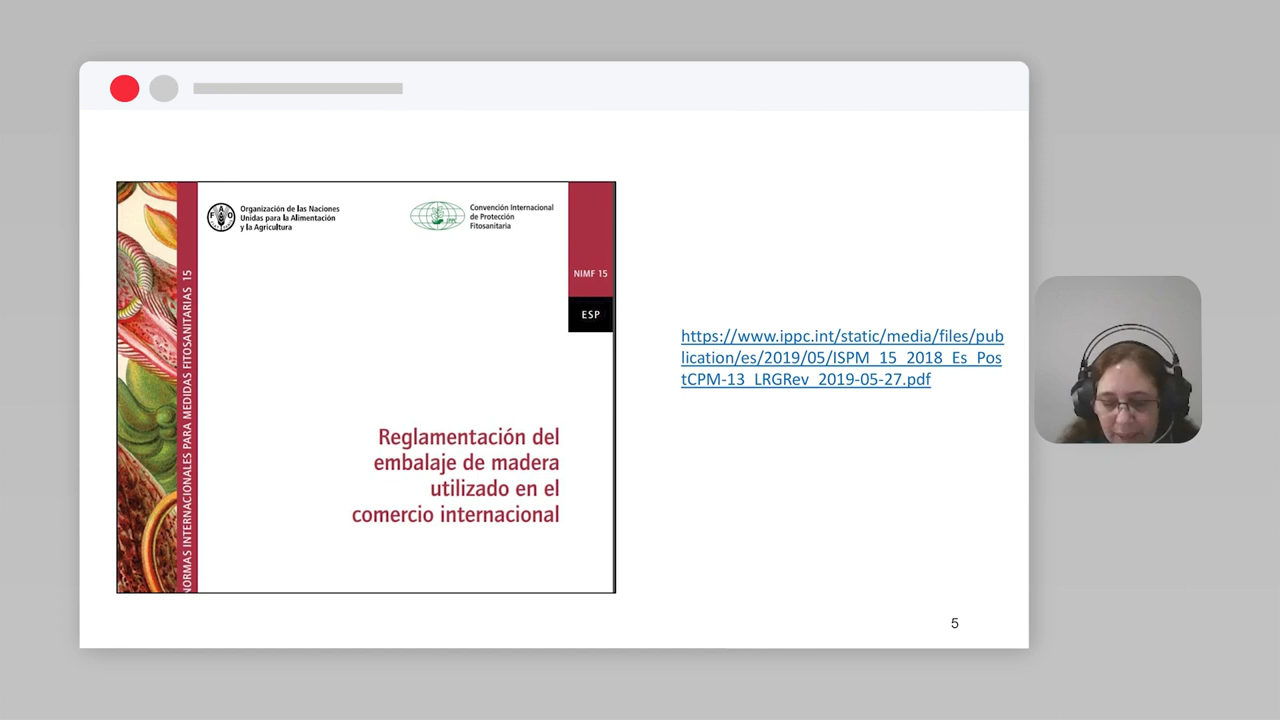 NORMAS INTERNACIONALES PARA MEDIDAS FITOSANITARIAS 15
FAO
Organización de las Naciones
Unidas para la Alimentación
y la Agricultura
ippc
Convención Internacional
de Protección
Fitosanitaria
NIMF 15
ESP
Reglamentación del
embalaje de madera
utilizado en el
comercio internacional
https://www.ippc.int/static/media/files/pub
lication/es/2019/05/ISPM_15_2018_Es_Pos
tCPM-13_LRGRev_2019-05-27.pdf
5